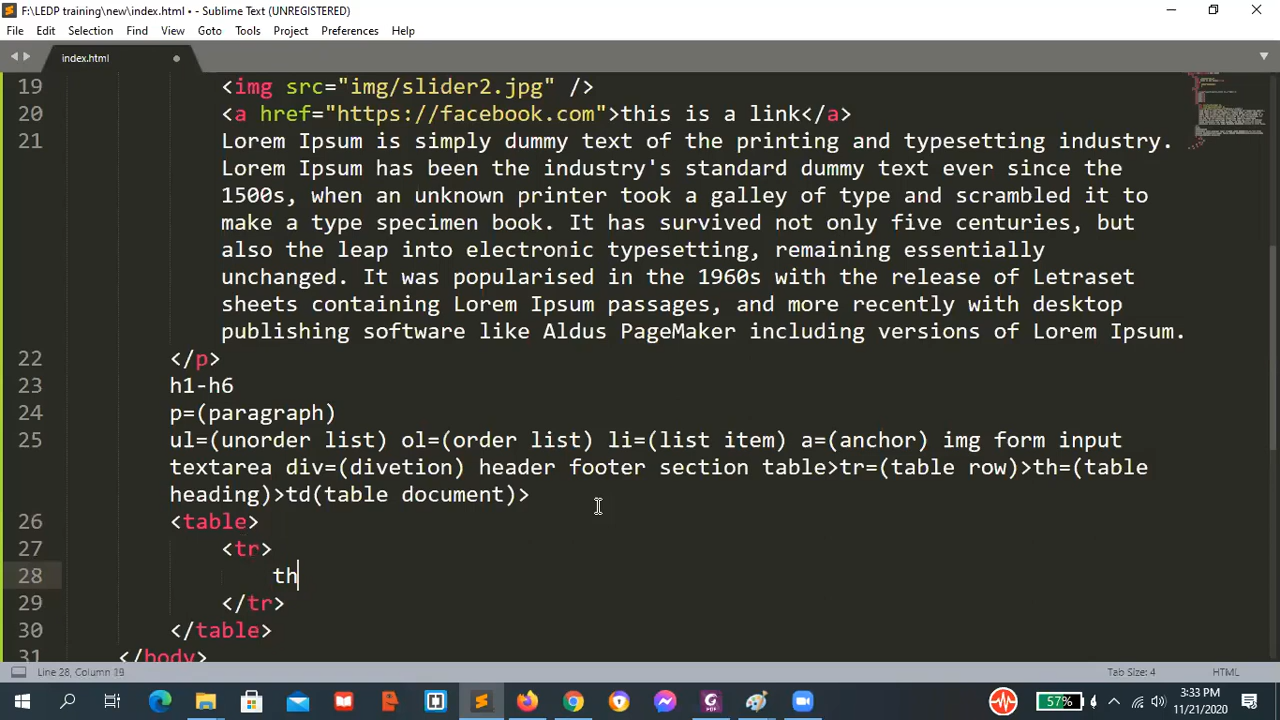 F:\LEDP training\new\index.html • - Sublime Text (UNREGISTERED)
File Edit Selection Find View Goto Tools Project Preferences Help
index.html
19 <img src="img/slider2.jpg" />
20 <a href="https://facebook.com">this is a link</a>
21 Lorem Ipsum is simply dummy text of the printing and typesetting industry.
Lorem Ipsum has been the industry's standard dummy text ever since the
1500s, when an unknown printer took a galley of type and scrambled it to
make a type specimen book. It has survived not only five centuries, but
also the leap into electronic typesetting, remaining essentially
unchanged. It was popularised in the 1960s with the release of Letraset
sheets containing Lorem Ipsum passages, and more recently with desktop
publishing software like Aldus PageMaker including versions of Lorem Ipsum.
22 </p>
23 h1-h6
24 p=(paragraph)
25 ul=(unorder list) ol=(order list) li=(list item) a=(anchor) img form input
textarea div=(divetion) header footer section table>tr=(table row)>th=(table
heading)>td(table document)>
26 <table>
27 <tr>
28 th
29 </tr>
30 </table>
31 </body>
Line 28, Column 19 Tab Size: 4 HTML
57% 3:33 PM
11/21/2020